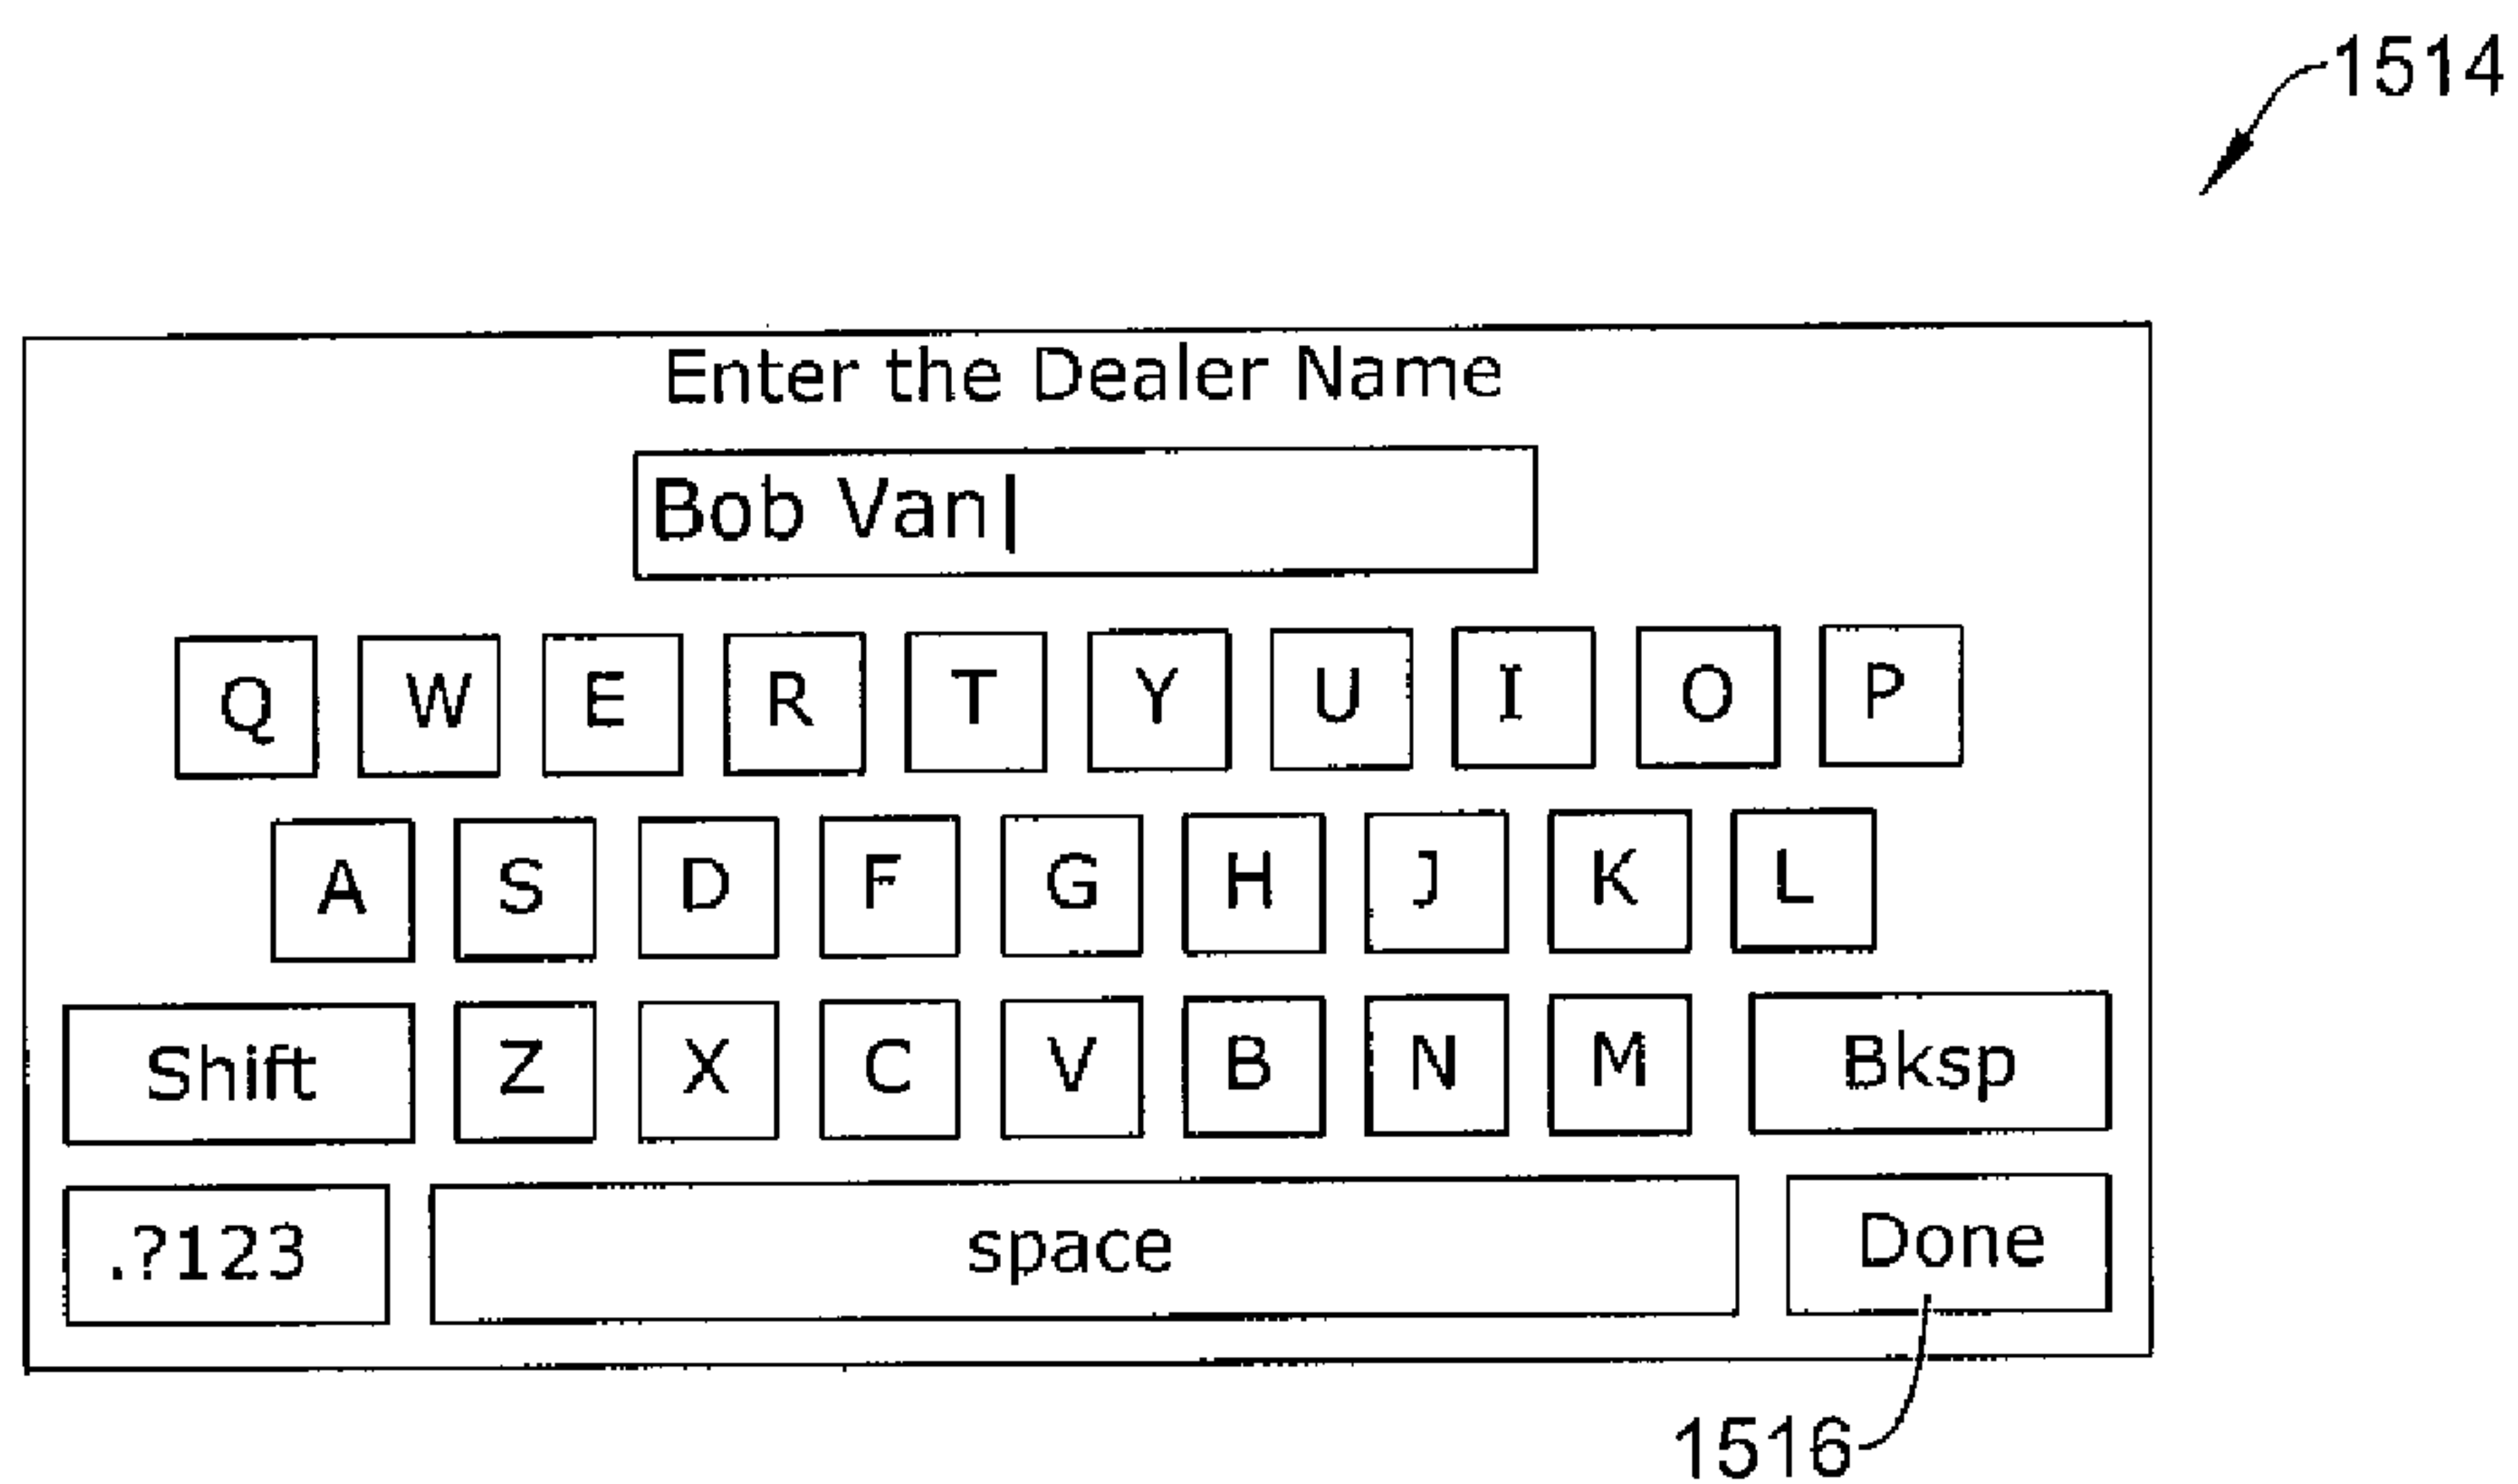 1514
Enter the Dealer Name
Bob Van
Q W E R T Y U I O P
A S D F G H J K L
Shift Z X C V B N M Bksp
.?123 space Done
1516